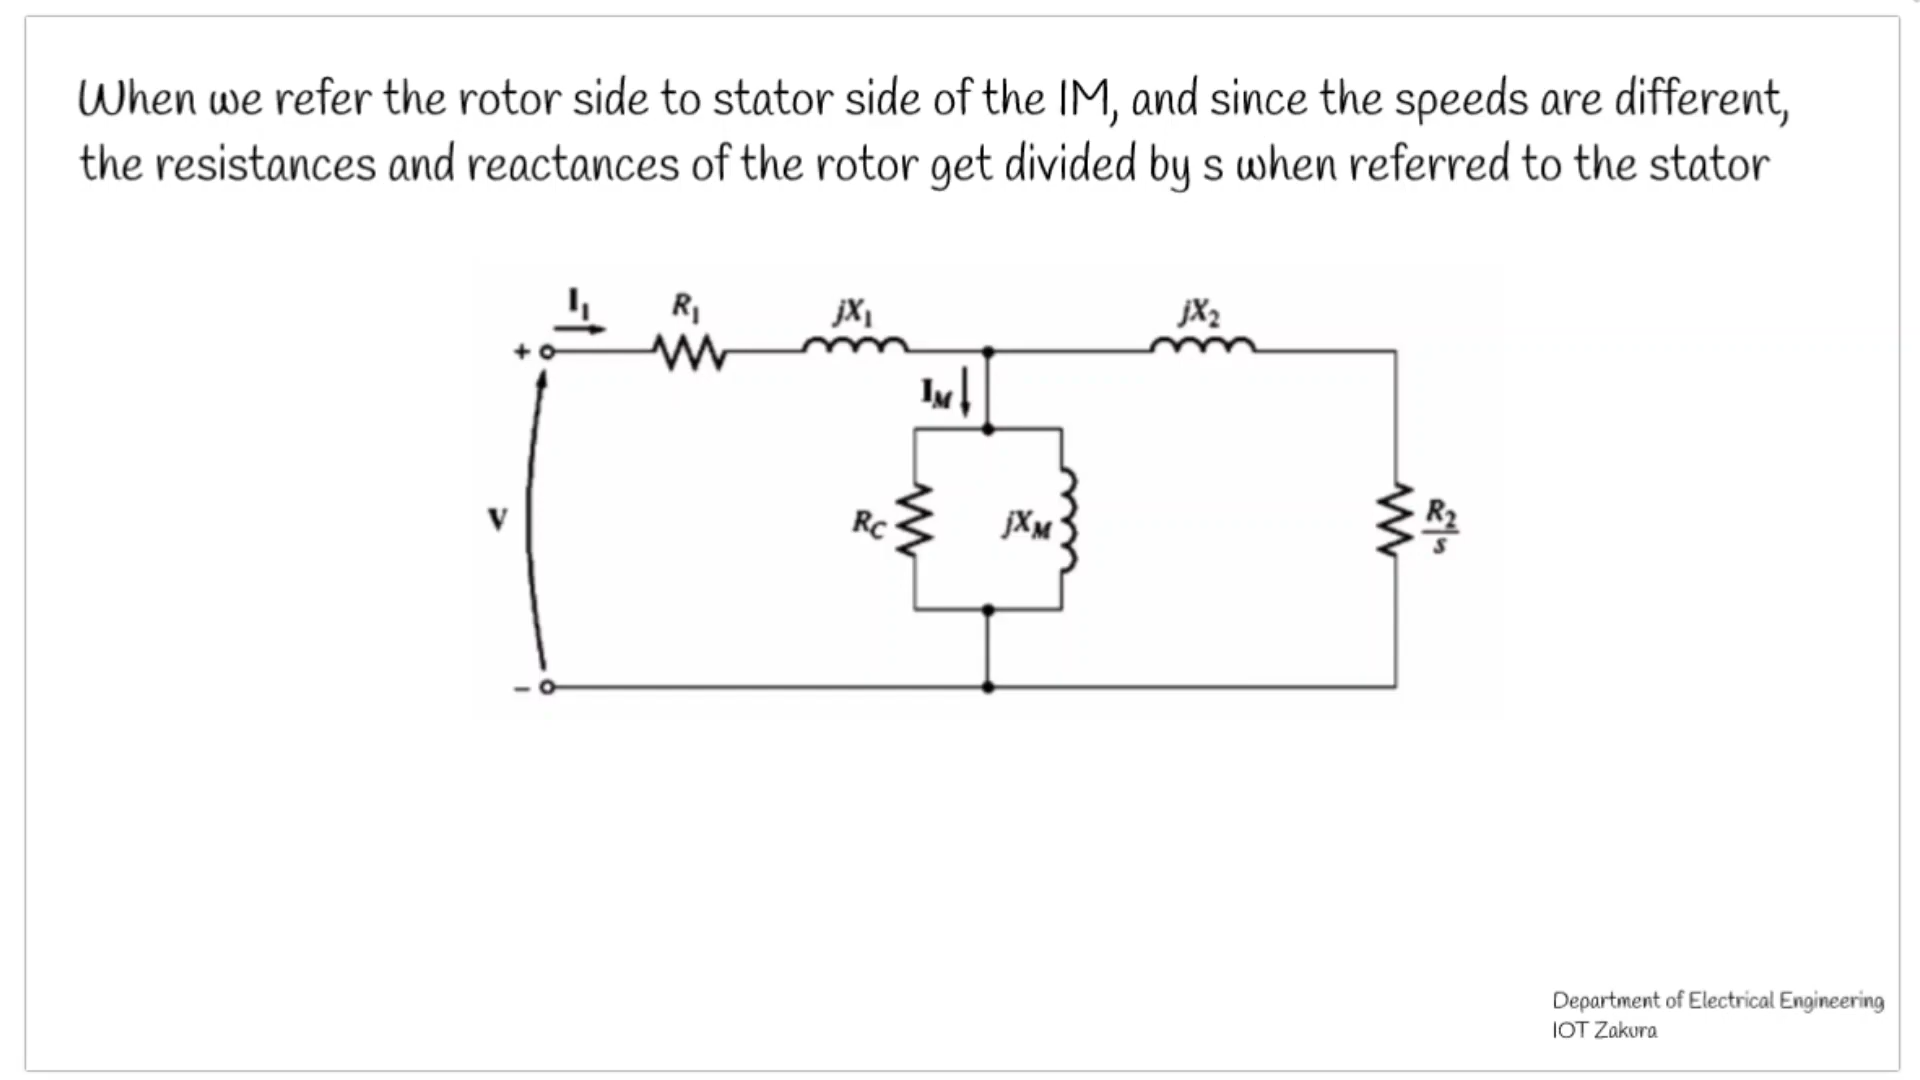 When we refer the rotor side to stator side of the IM, and since the speeds are different,
the resistances and reactances of the rotor get divided by s when referred to the stator
I1
R1
jX1
jX2
+
IM
V
RC
jXM
R2
s
–
Department of Electrical Engineering
IOT Zakura